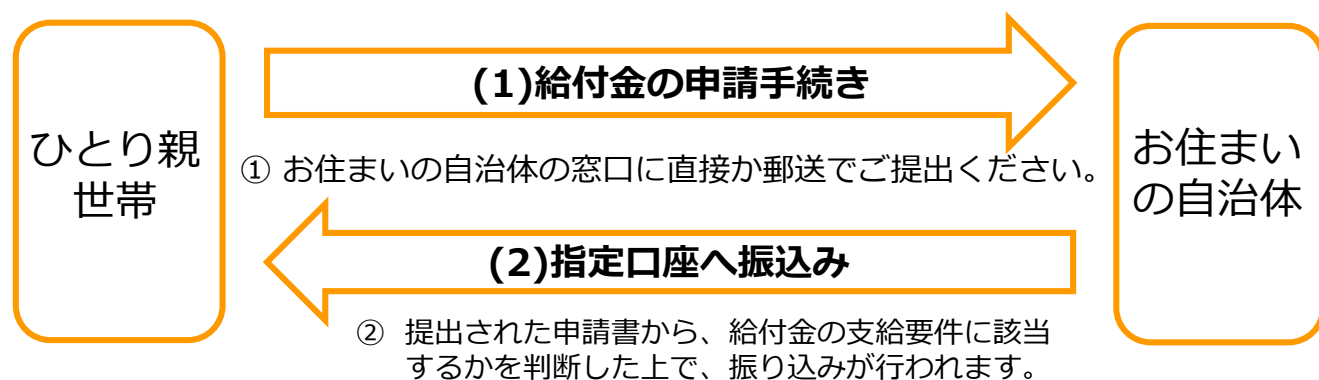 ひとり親
世帯
(1)給付金の申請手続き
① お住まいの自治体の窓口に直接か郵送でご提出ください。
(2)指定口座へ振込み
② 提出された申請書から、給付金の支給要件に該当
するかを判断した上で、振り込みが行われます。
お住まい
の自治体